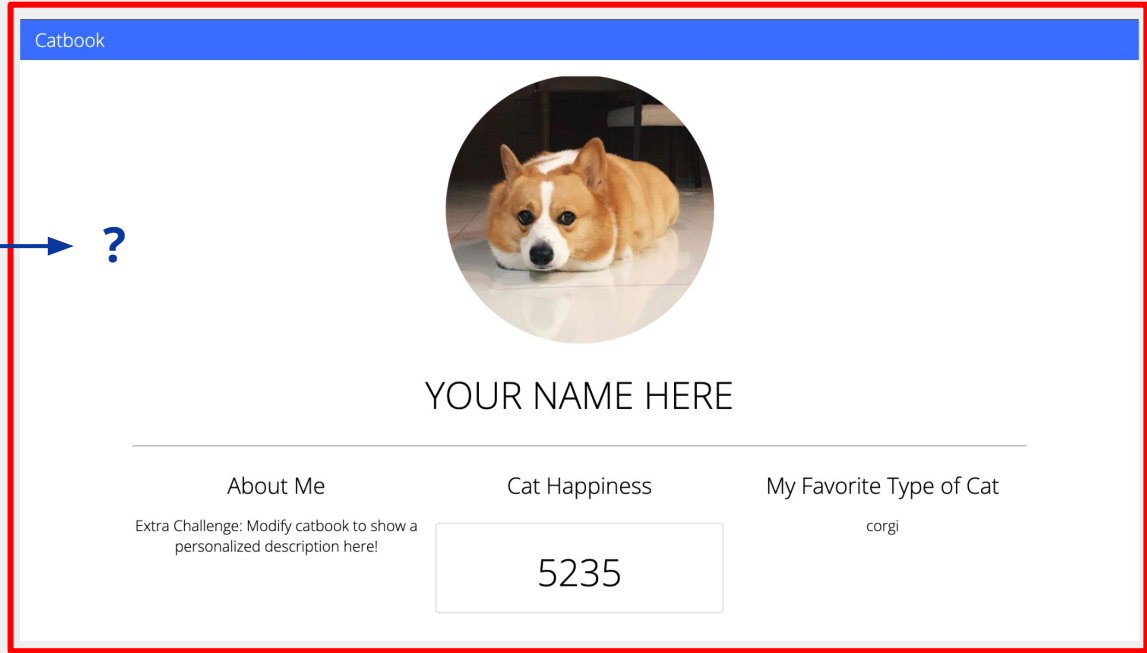 Catbook
?
YOUR NAME HERE
About Me
Cat Happiness
My Favorite Type of Cat
Extra Challenge: Modify catbook to show a
personalized description here!
5235
corgi